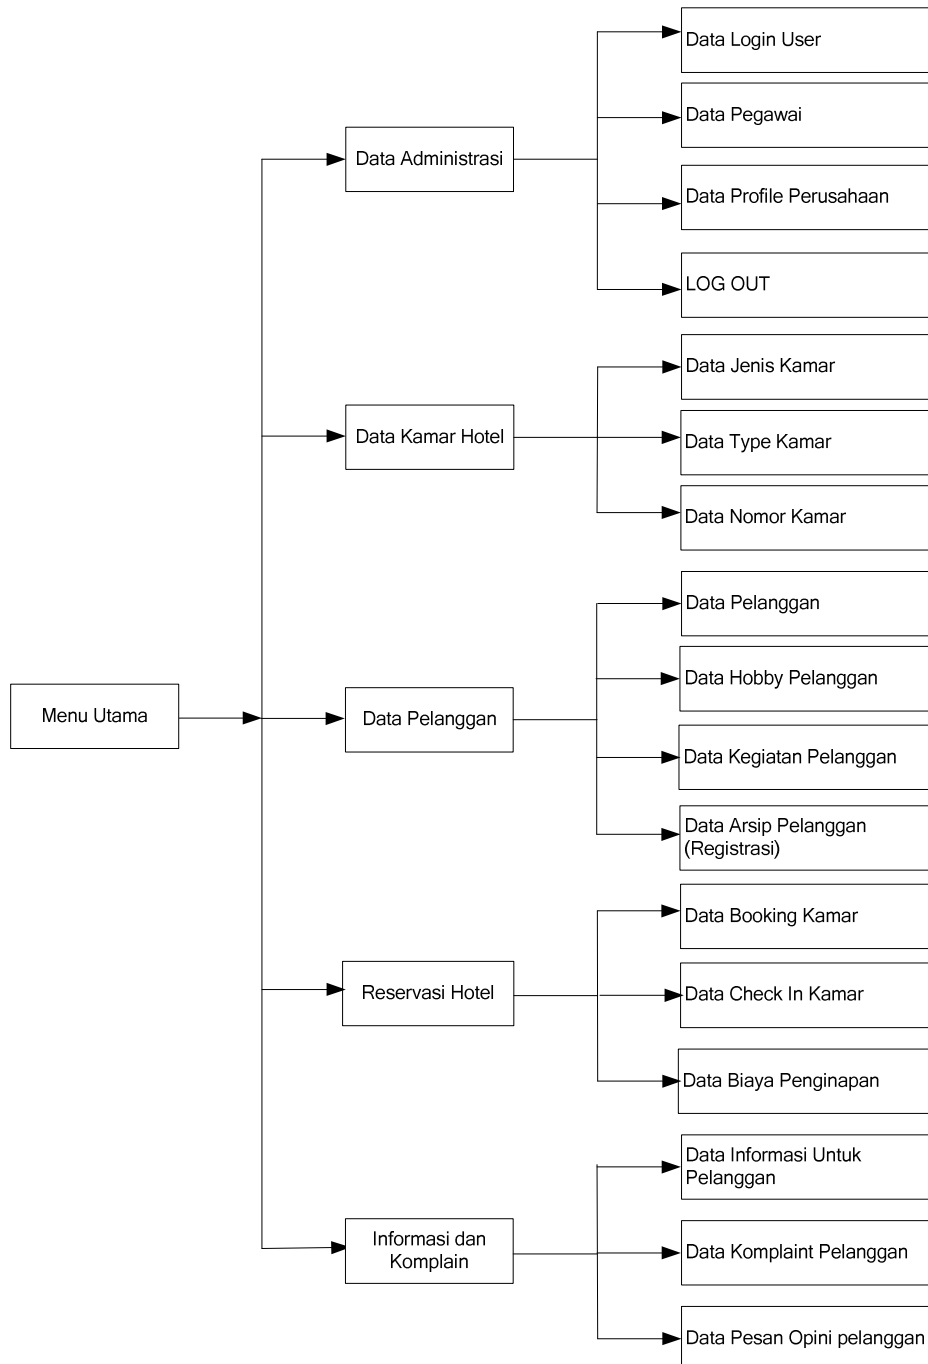 Menu Utama
Data Administrasi
Data Login User
Data Pegawai
Data Profile Perusahaan
LOG OUT
Data Kamar Hotel
Data Jenis Kamar
Data Type Kamar
Data Nomor Kamar
Data Pelanggan
Data Pelanggan
Data Hobby Pelanggan
Data Kegiatan Pelanggan
Data Arsip Pelanggan
(Registrasi)
Reservasi Hotel
Data Booking Kamar
Data Check In Kamar
Data Biaya Penginapan
Informasi dan
Komplain
Data Informasi Untuk
Pelanggan
Data Komplaint Pelanggan
Data Pesan Opini pelanggan